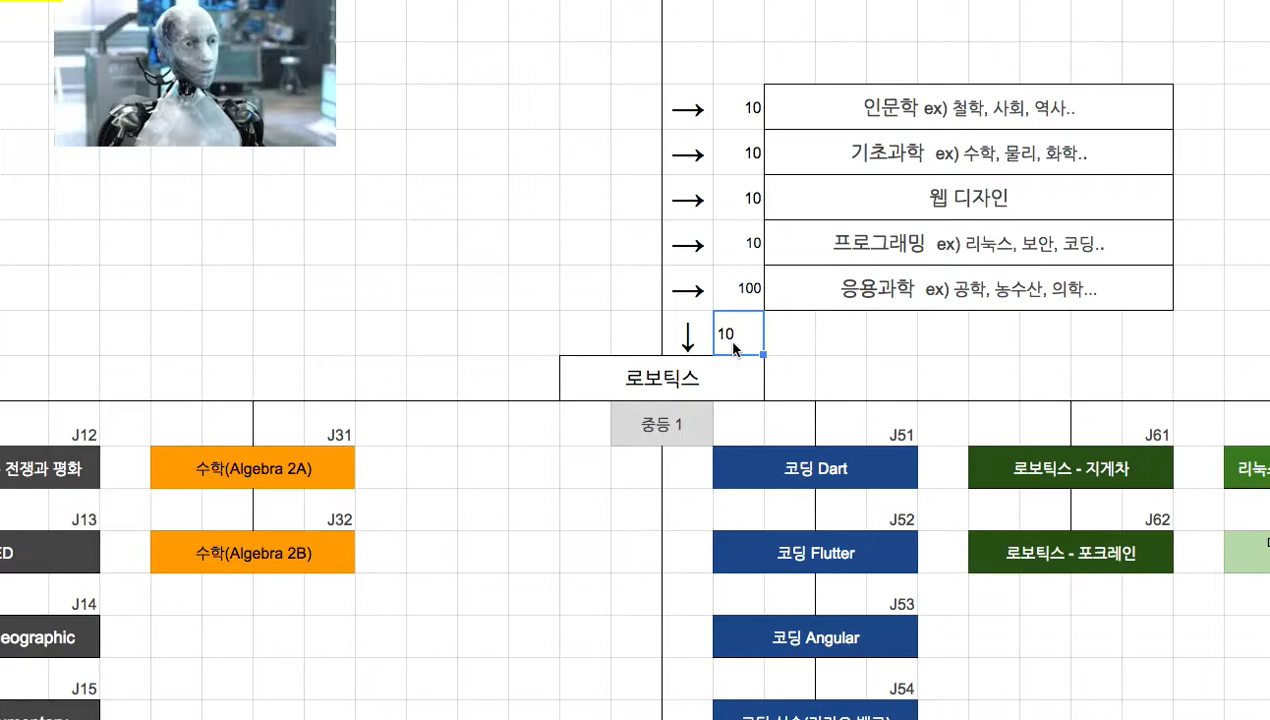 → 10 인문학 ex) 철학, 사회, 역사..
→ 10 기초과학 ex) 수학, 물리, 화학..
→ 10 웹 디자인
→ 10 프로그래밍 ex) 리눅스, 보안, 코딩..
→ 100 응용과학 ex) 공학, 농수산, 의학...
↓ 10
로보틱스
중등 1
J12 J31 J51 J61
전쟁과 평화 수학(Algebra 2A) 코딩 Dart 로보틱스 - 지게차
J13 J32 J52 J62
ED 수학(Algebra 2B) 코딩 Flutter 로보틱스 - 포크레인
J14 J53
eographic 코딩 Angular
J15 J54